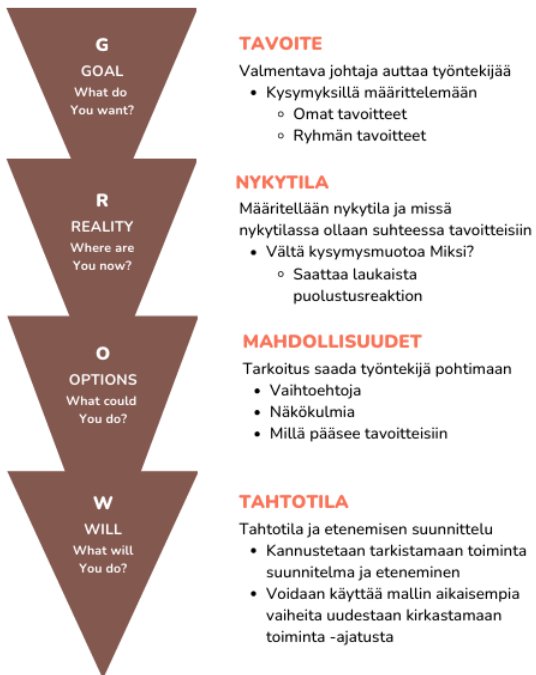 G
GOAL
What do
You want?
TAVOITE
Valmentava johtaja auttaa työntekijää
• Kysymyksillä määrittelemään
◦ Omat tavoitteet
◦ Ryhmän tavoitteet
R
REALITY
Where are
You now?
NYKYTILA
Määritellään nykytila ja missä
nykytilassa ollaan suhteessa tavoitteisiin
• Vältä kysymysmuotoa Miksi?
◦ Saattaa laukaista
puolustusreaktion
O
OPTIONS
What could
You do?
MAHDOLLISUUDET
Tarkoitus saada työntekijä pohtimaan
• Vaihtoehtoja
• Näkökulmia
• Millä pääsee tavoitteisiin
W
WILL
What will
You do?
TAHTOTILA
Tahtotila ja etenemisen suunnittelu
• Kannustetaan tarkistamaan toiminta
suunnitelma ja eteneminen
• Voidaan käyttää mallin aikaisempia
vaiheita uudestaan kirkastamaan
toiminta -ajatusta